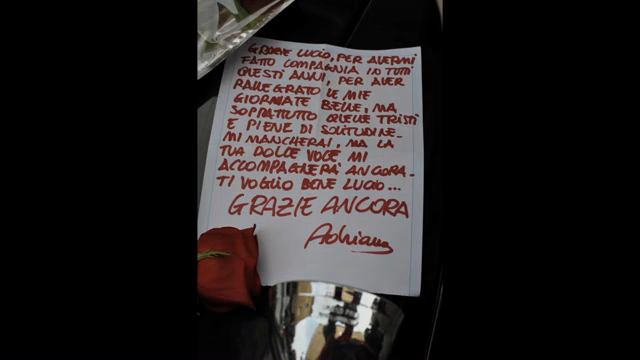 GRAZIE LUCIO, PER AVERMI
FATTO COMPAGNIA IN TUTTI
QUESTI ANNI, PER AVER
RALLEGRATO LE MIE
GIORNATE BELLE, MA
SOPRATTUTTO QUELLE TRISTI
E PIENE DI SOLITUDINE-
MI MANCHERAI, MA LA
TUA DOLCE VOCE MI
ACCOMPAGNERÀ ANCORA-
TI VOGLIO BENE LUCIO...
GRAZIE ANCORA
Adriana